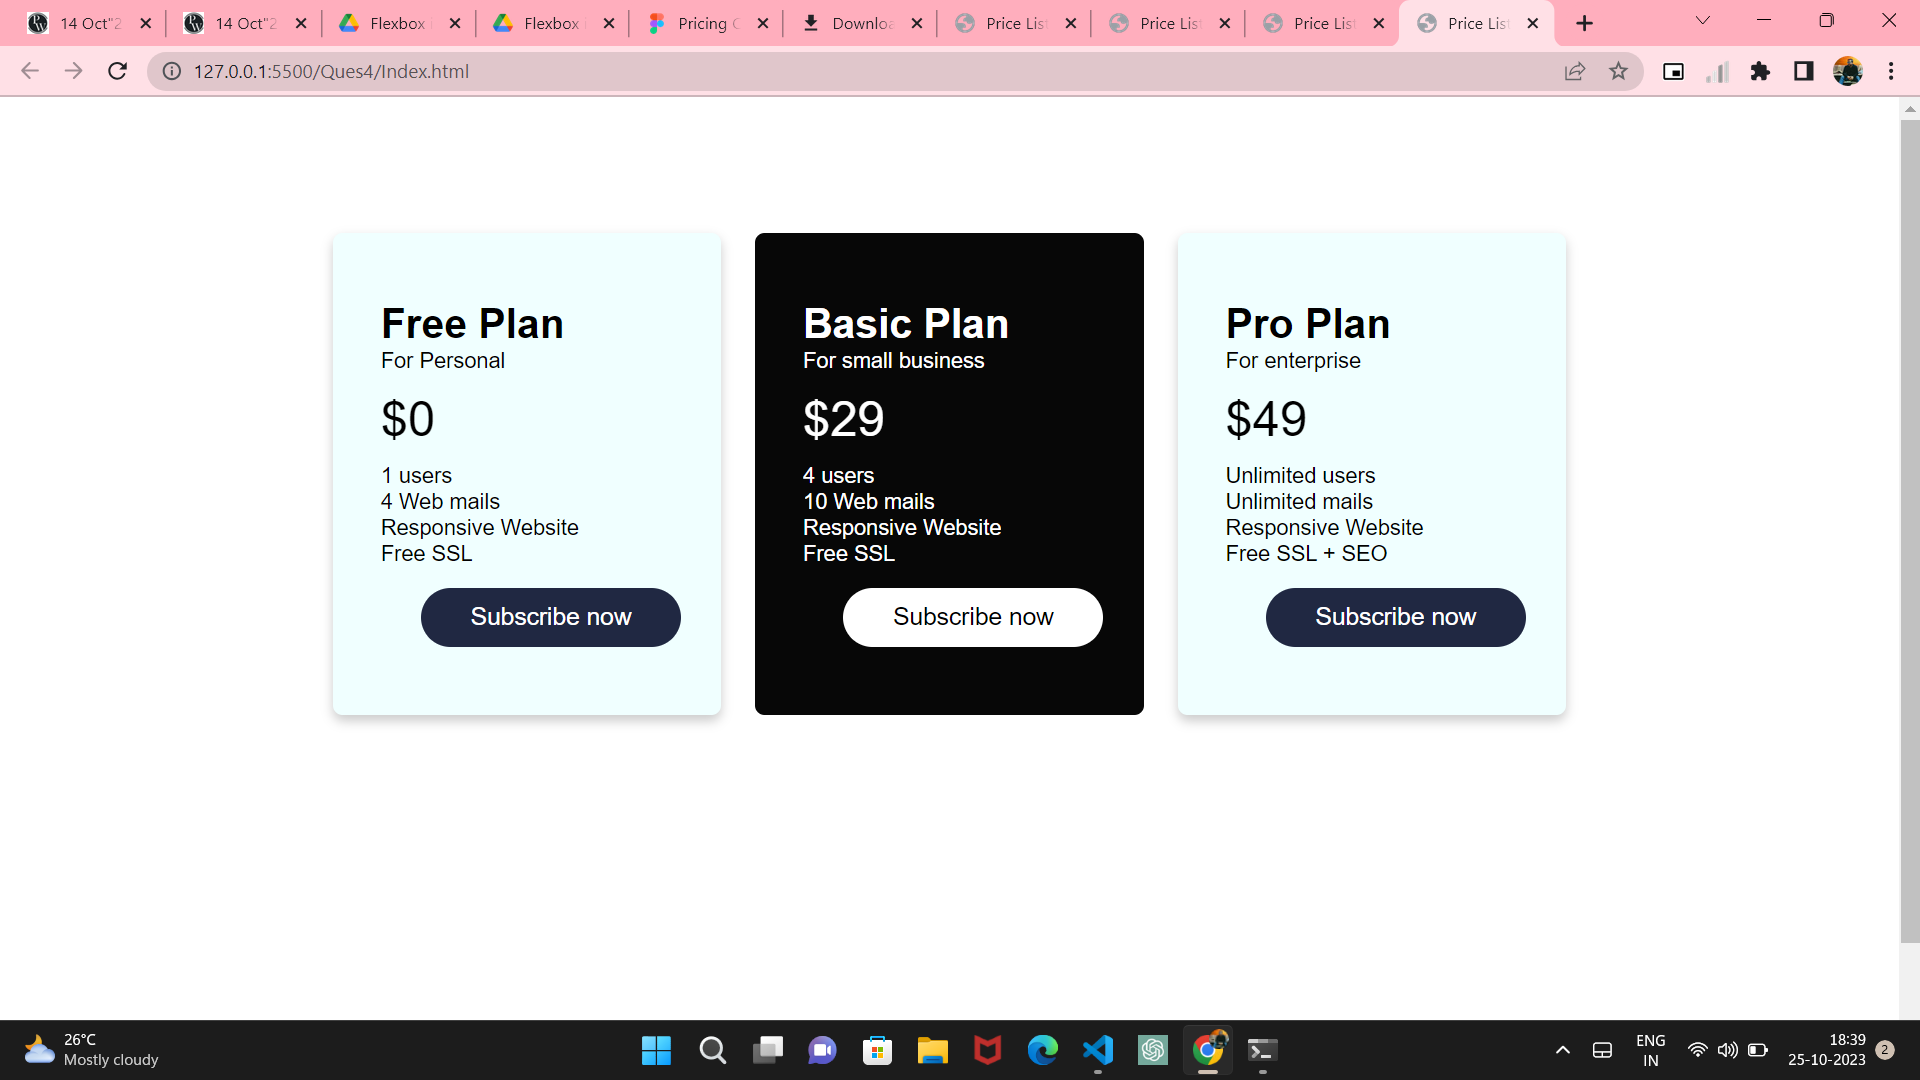 14 Oct"2
14 Oct"2
Flexbox
Flexbox
Pricing
Downloa
Price List
Price List
Price List
Price List
127.0.0.1:5500/Ques4/Index.html
Free Plan
For Personal
$0
1 users
4 Web mails
Responsive Website
Free SSL
Subscribe now
Basic Plan
For small business
$29
4 users
10 Web mails
Responsive Website
Free SSL
Subscribe now
Pro Plan
For enterprise
$49
Unlimited users
Unlimited mails
Responsive Website
Free SSL + SEO
Subscribe now
26°C
Mostly cloudy
ENG
IN
18:39
25-10-2023
2